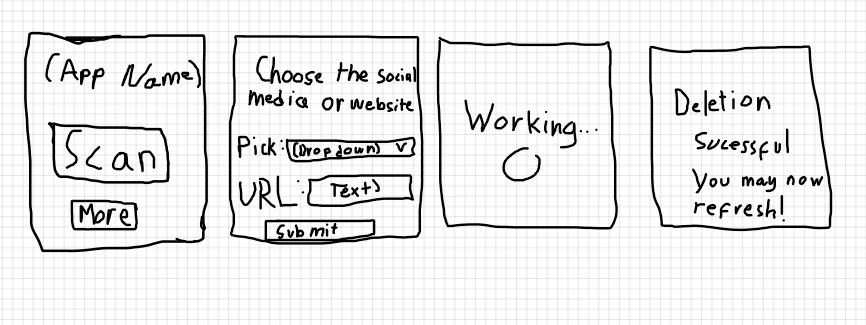 (App Name)
Scan
More
Choose the social
media or website
Pick: (Dropdown) V
URL: Text)
Submit
Working...
Deletion
Sucessful
You may now
refresh!